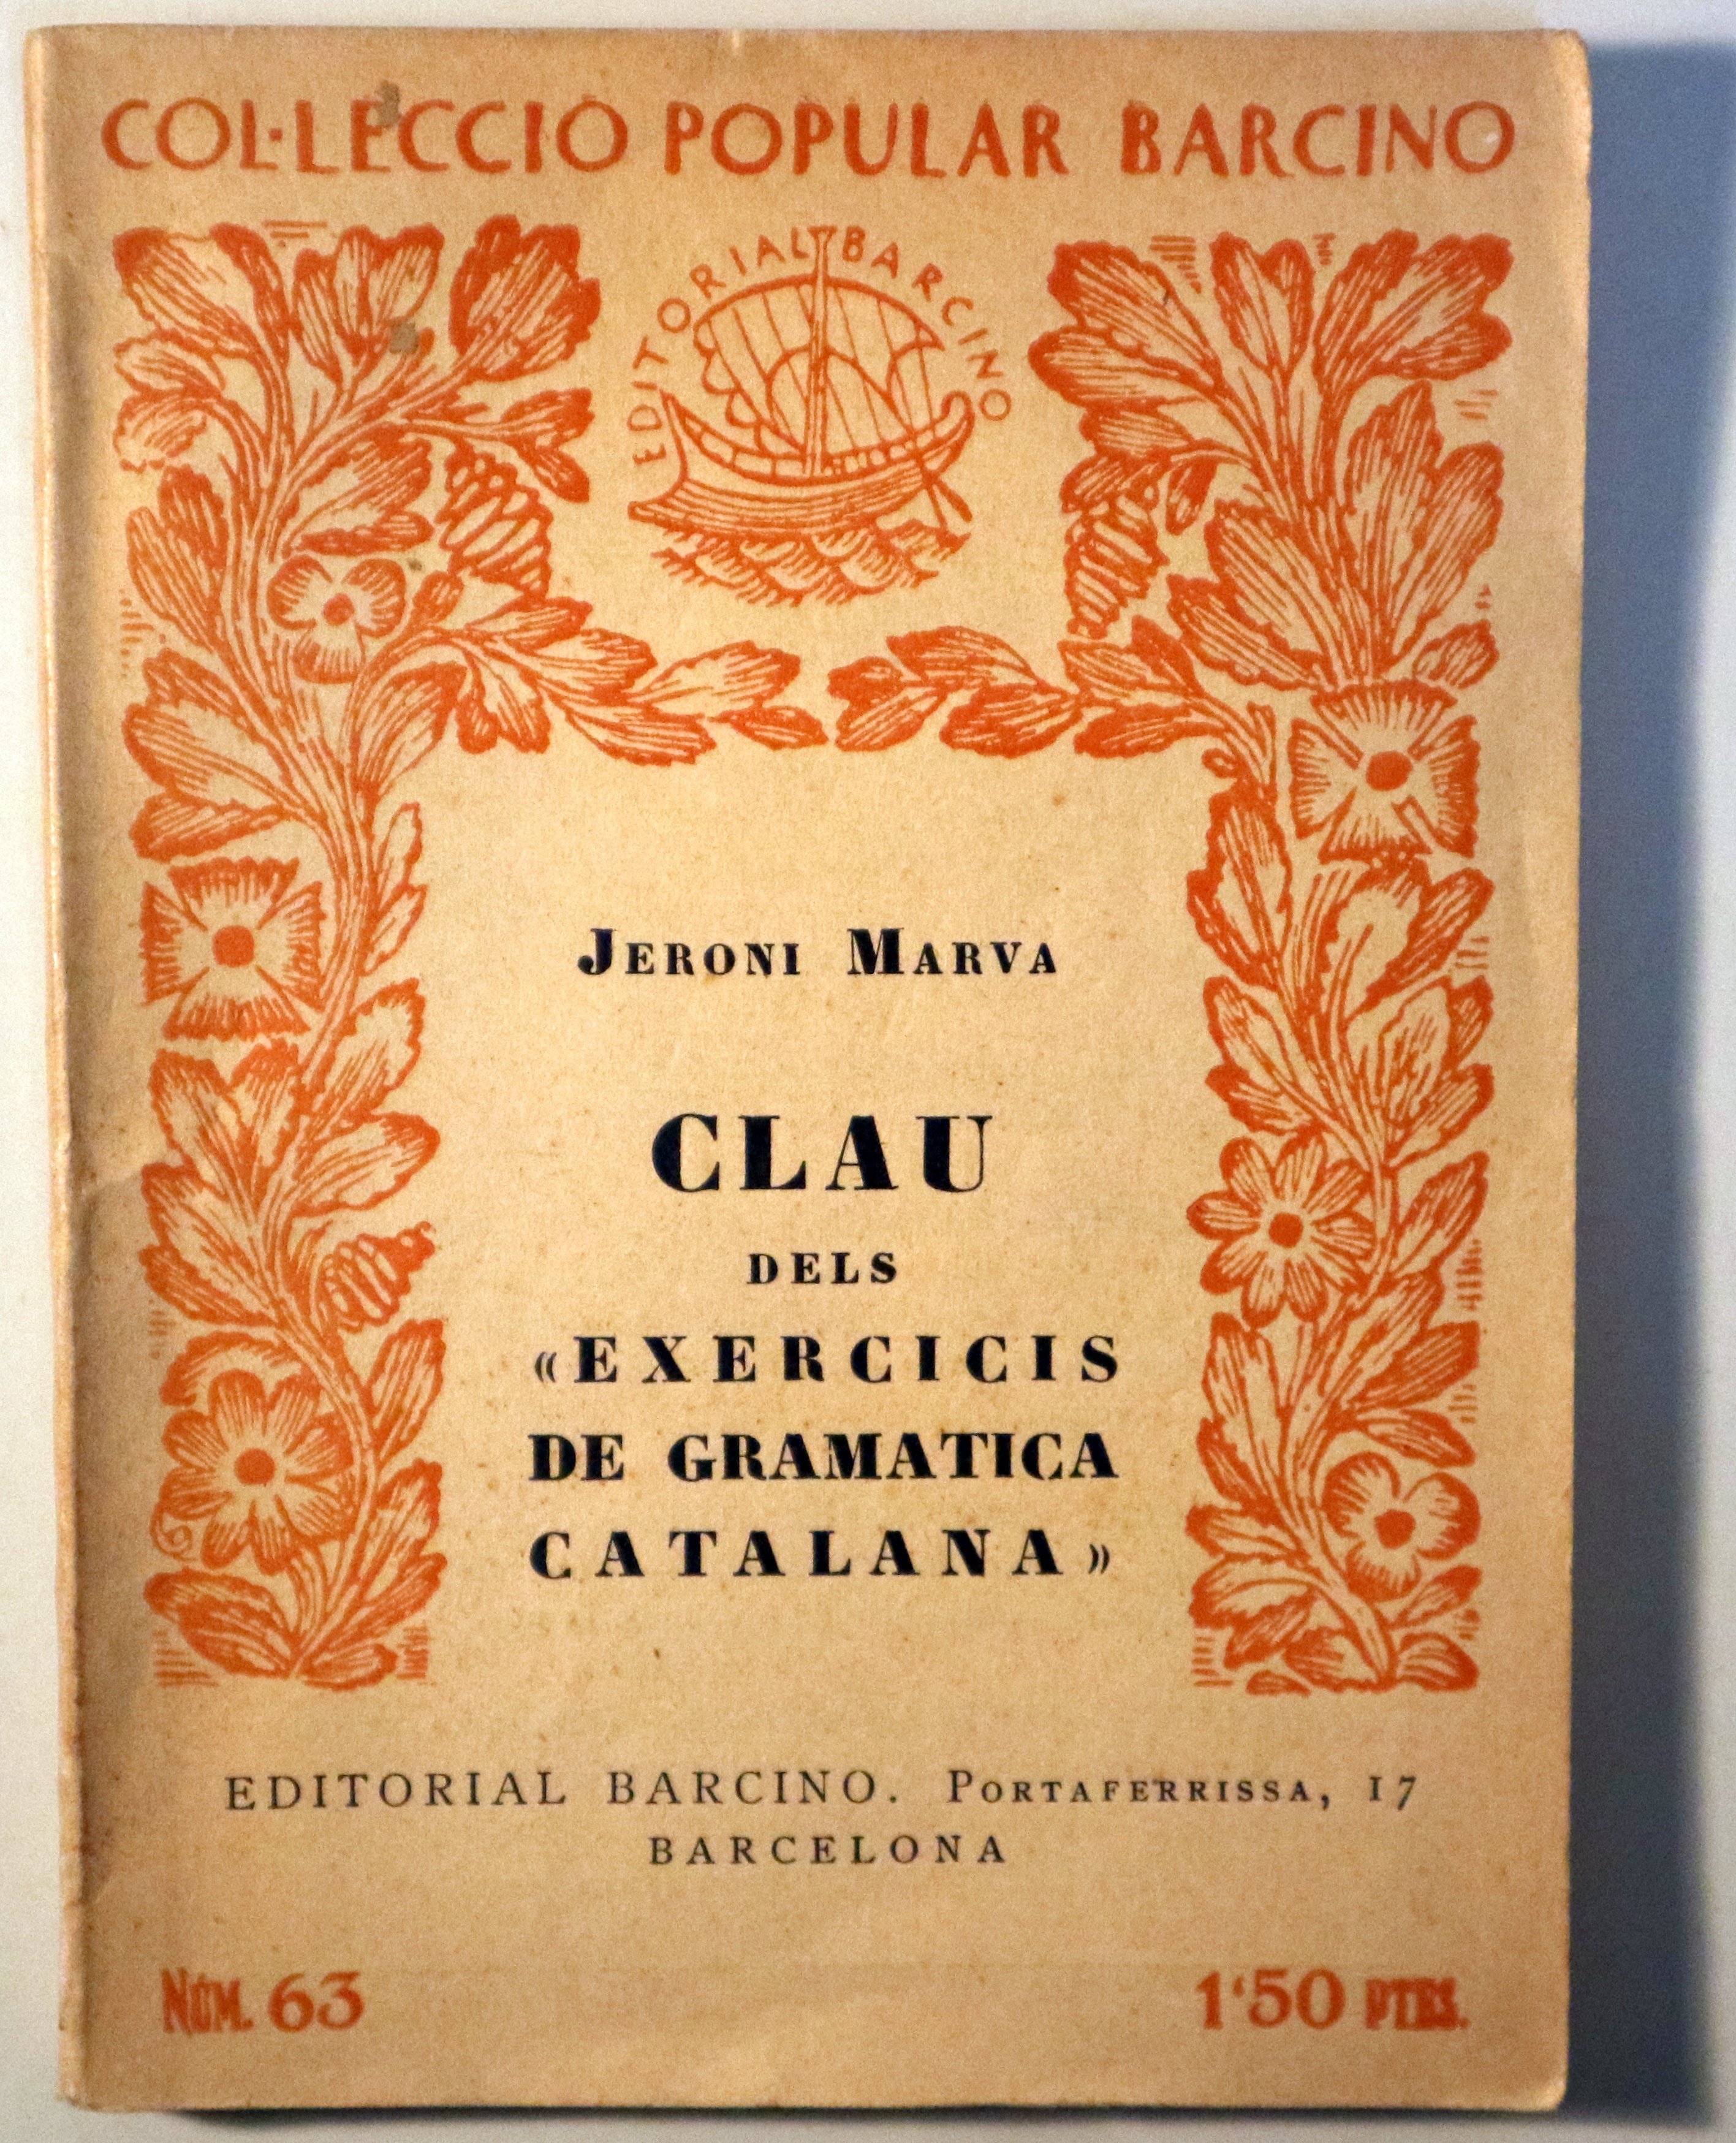 COL·LECCIÓ POPULAR BARCINO
EDITORIAL BARCINO
JERONI MARVA
CLAU
DELS
«EXERCICIS
DE GRAMATICA
CATALANA»
EDITORIAL BARCINO. PORTAFERRISSA, 17
BARCELONA
NÚM. 63
1'50 PTES.